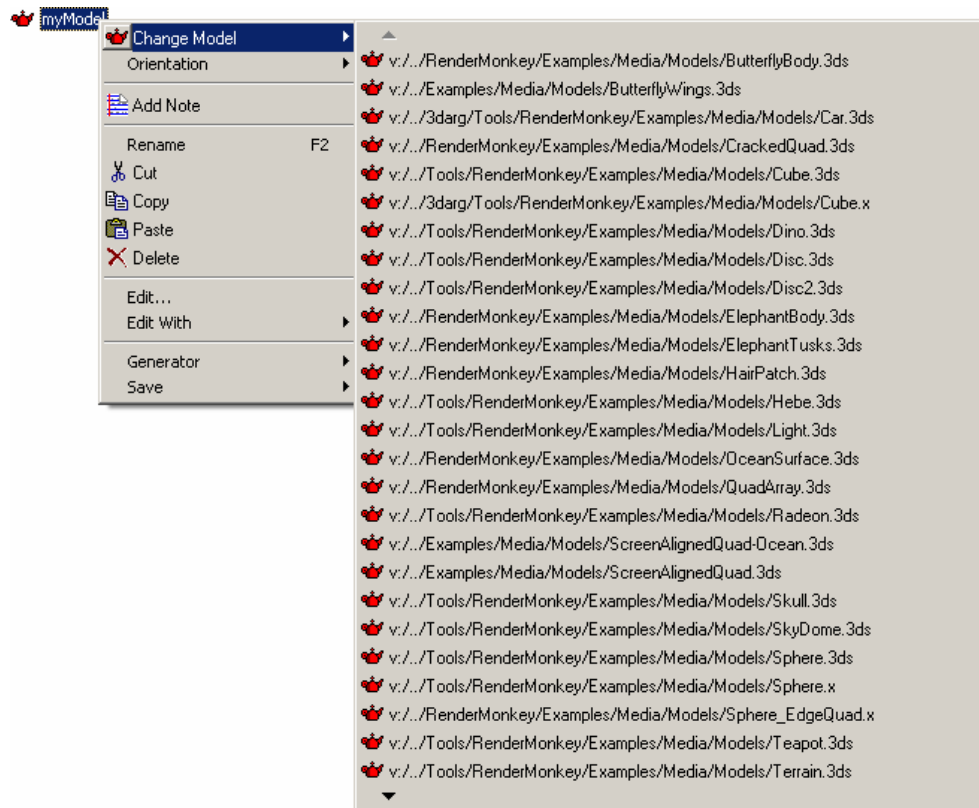 myModel
Change Model
Orientation
Add Note
Rename F2
Cut
Copy
Paste
Delete
Edit...
Edit With
Generator
Save
v:/../RenderMonkey/Examples/Media/Models/ButterflyBody.3ds
v:/../Examples/Media/Models/ButterflyWings.3ds
v:/../3darg/Tools/RenderMonkey/Examples/Media/Models/Car.3ds
v:/../RenderMonkey/Examples/Media/Models/CrackedQuad.3ds
v:/../Tools/RenderMonkey/Examples/Media/Models/Cube.3ds
v:/../3darg/Tools/RenderMonkey/Examples/Media/Models/Cube.x
v:/../Tools/RenderMonkey/Examples/Media/Models/Dino.3ds
v:/../Tools/RenderMonkey/Examples/Media/Models/Disc.3ds
v:/../Tools/RenderMonkey/Examples/Media/Models/Disc2.3ds
v:/../RenderMonkey/Examples/Media/Models/ElephantBody.3ds
v:/../RenderMonkey/Examples/Media/Models/ElephantTusks.3ds
v:/../RenderMonkey/Examples/Media/Models/HairPatch.3ds
v:/../Tools/RenderMonkey/Examples/Media/Models/Hebe.3ds
v:/../Tools/RenderMonkey/Examples/Media/Models/Light.3ds
v:/../RenderMonkey/Examples/Media/Models/OceanSurface.3ds
v:/../RenderMonkey/Examples/Media/Models/QuadArray.3ds
v:/../Tools/RenderMonkey/Examples/Media/Models/Radeon.3ds
v:/../Examples/Media/Models/ScreenAlignedQuad-Ocean.3ds
v:/../Examples/Media/Models/ScreenAlignedQuad.3ds
v:/../Tools/RenderMonkey/Examples/Media/Models/Skull.3ds
v:/../Tools/RenderMonkey/Examples/Media/Models/SkyDome.3ds
v:/../Tools/RenderMonkey/Examples/Media/Models/Sphere.3ds
v:/../Tools/RenderMonkey/Examples/Media/Models/Sphere.x
v:/../RenderMonkey/Examples/Media/Models/Sphere_EdgeQuad.x
v:/../Tools/RenderMonkey/Examples/Media/Models/Teapot.3ds
v:/../Tools/RenderMonkey/Examples/Media/Models/Terrain.3ds